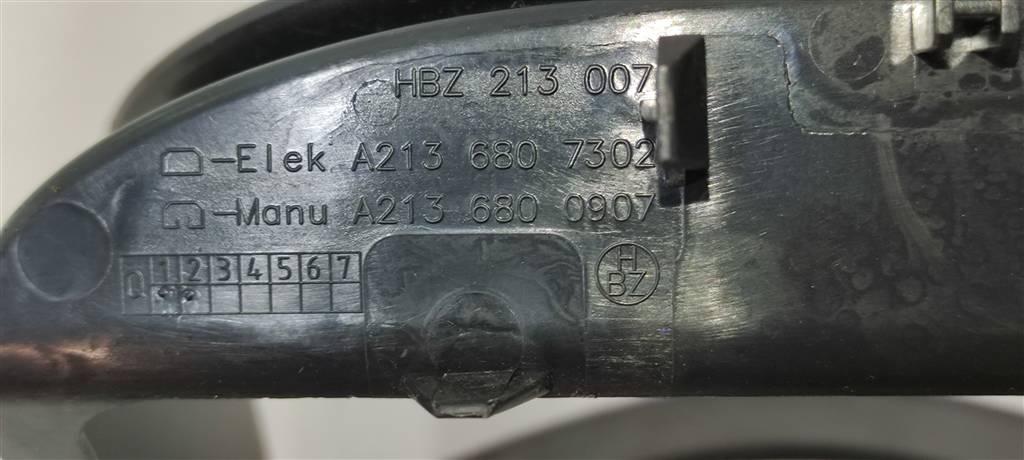 HBZ 213 007
D-Elek A213 680 7302
D-Manu A213 680 0907
D 1 2 3 4 5 6 7
H
BZ